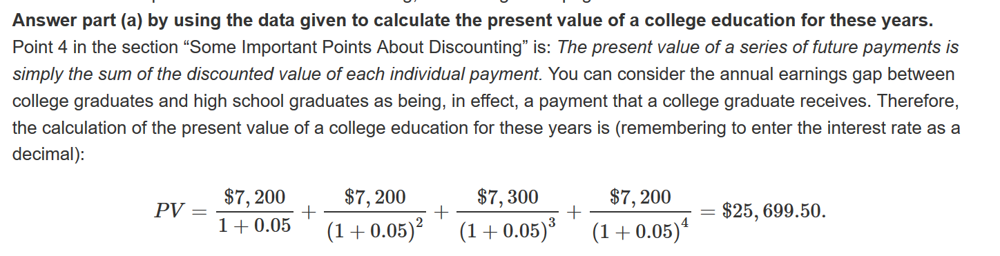 Answer part (a) by using the data given to calculate the present value of a college education for these years.
Point 4 in the section “Some Important Points About Discounting” is: The present value of a series of future payments is
simply the sum of the discounted value of each individual payment. You can consider the annual earnings gap between
college graduates and high school graduates as being, in effect, a payment that a college graduate receives. Therefore,
the calculation of the present value of a college education for these years is (remembering to enter the interest rate as a
decimal):
PV = $7, 200 / 1 + 0.05 + $7, 200 / (1 + 0.05)² + $7, 300 / (1 + 0.05)³ + $7, 200 / (1 + 0.05)⁴ = $25, 699.50.